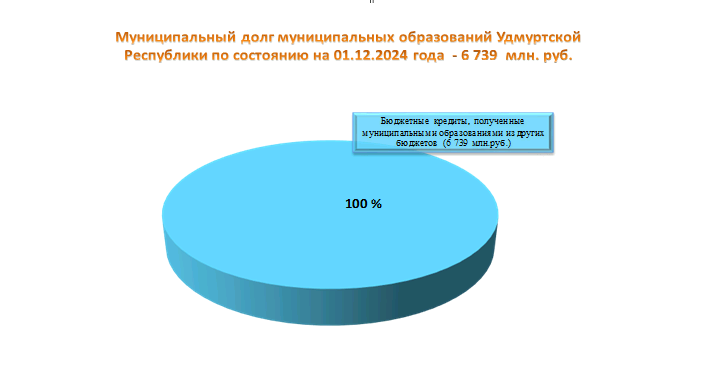 Муниципальный долг муниципальных образований Удмуртской
Республики по состоянию на 01.12.2024 года - 6 739 млн. руб.
Бюджетные кредиты, полученные
муниципальными образованиями из других
бюджетов (6 739 млн.руб.)
100 %